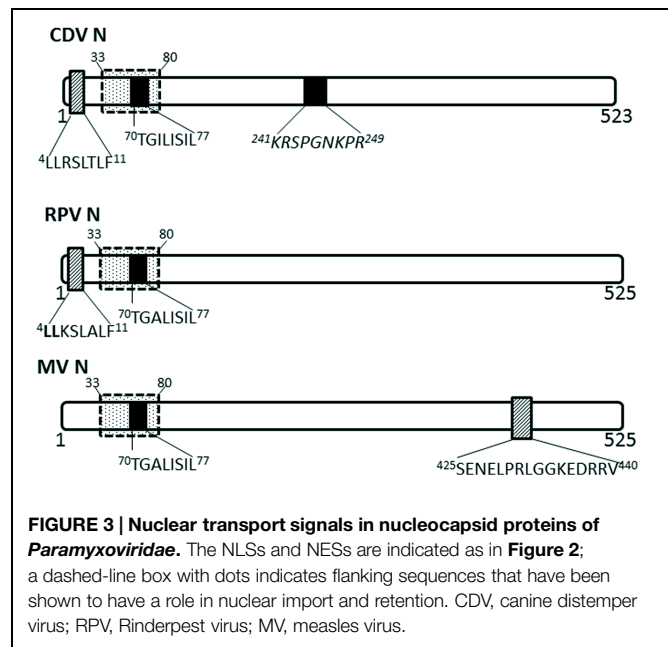 CDV N
33 80
1 523
⁷⁰TGILISIL⁷⁷ ²⁴¹KRSPGNKPR²⁴⁹
⁴LLRSLTLF¹¹
RPV N
33 80
1 525
⁷⁰TGALISIL⁷⁷
⁴LLKSLALF¹¹
MV N
33 80
1 525
⁷⁰TGALISIL⁷⁷ ⁴²⁵SENELPRLGGKEDRRV⁴⁴⁰
FIGURE 3 | Nuclear transport signals in nucleocapsid proteins of
Paramyxoviridae. The NLSs and NESs are indicated as in Figure 2;
a dashed-line box with dots indicates flanking sequences that have been
shown to have a role in nuclear import and retention. CDV, canine distemper
virus; RPV, Rinderpest virus; MV, measles virus.